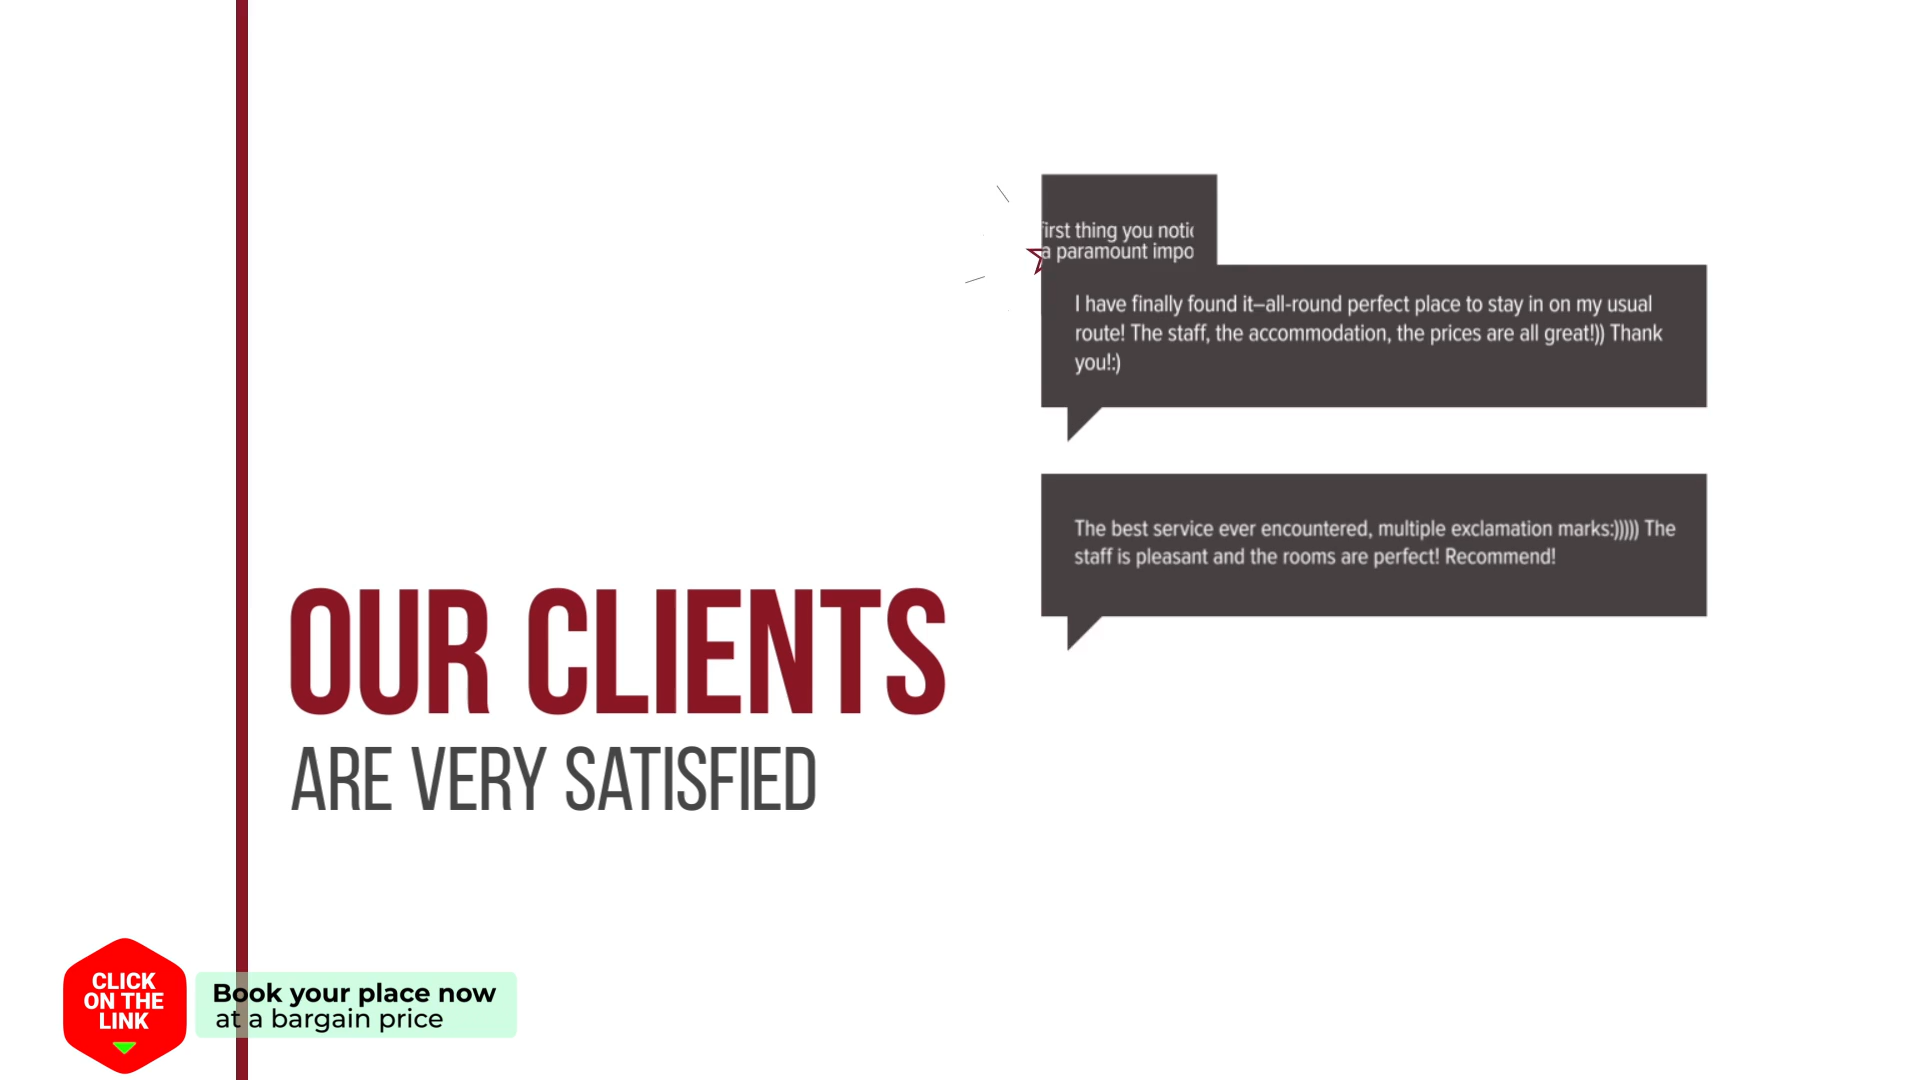 first thing you
a paramount
I have finally found it–all-round perfect place to stay in on my usual
route! The staff, the accommodation, the prices are all great!)) Thank
you!:)
The best service ever encountered, multiple exclamation marks:))))) The
staff is pleasant and the rooms are perfect! Recommend!
OUR CLIENTS
ARE VERY SATISFIED
CLICK
ON THE
LINK
Book your place now
at a bargain price